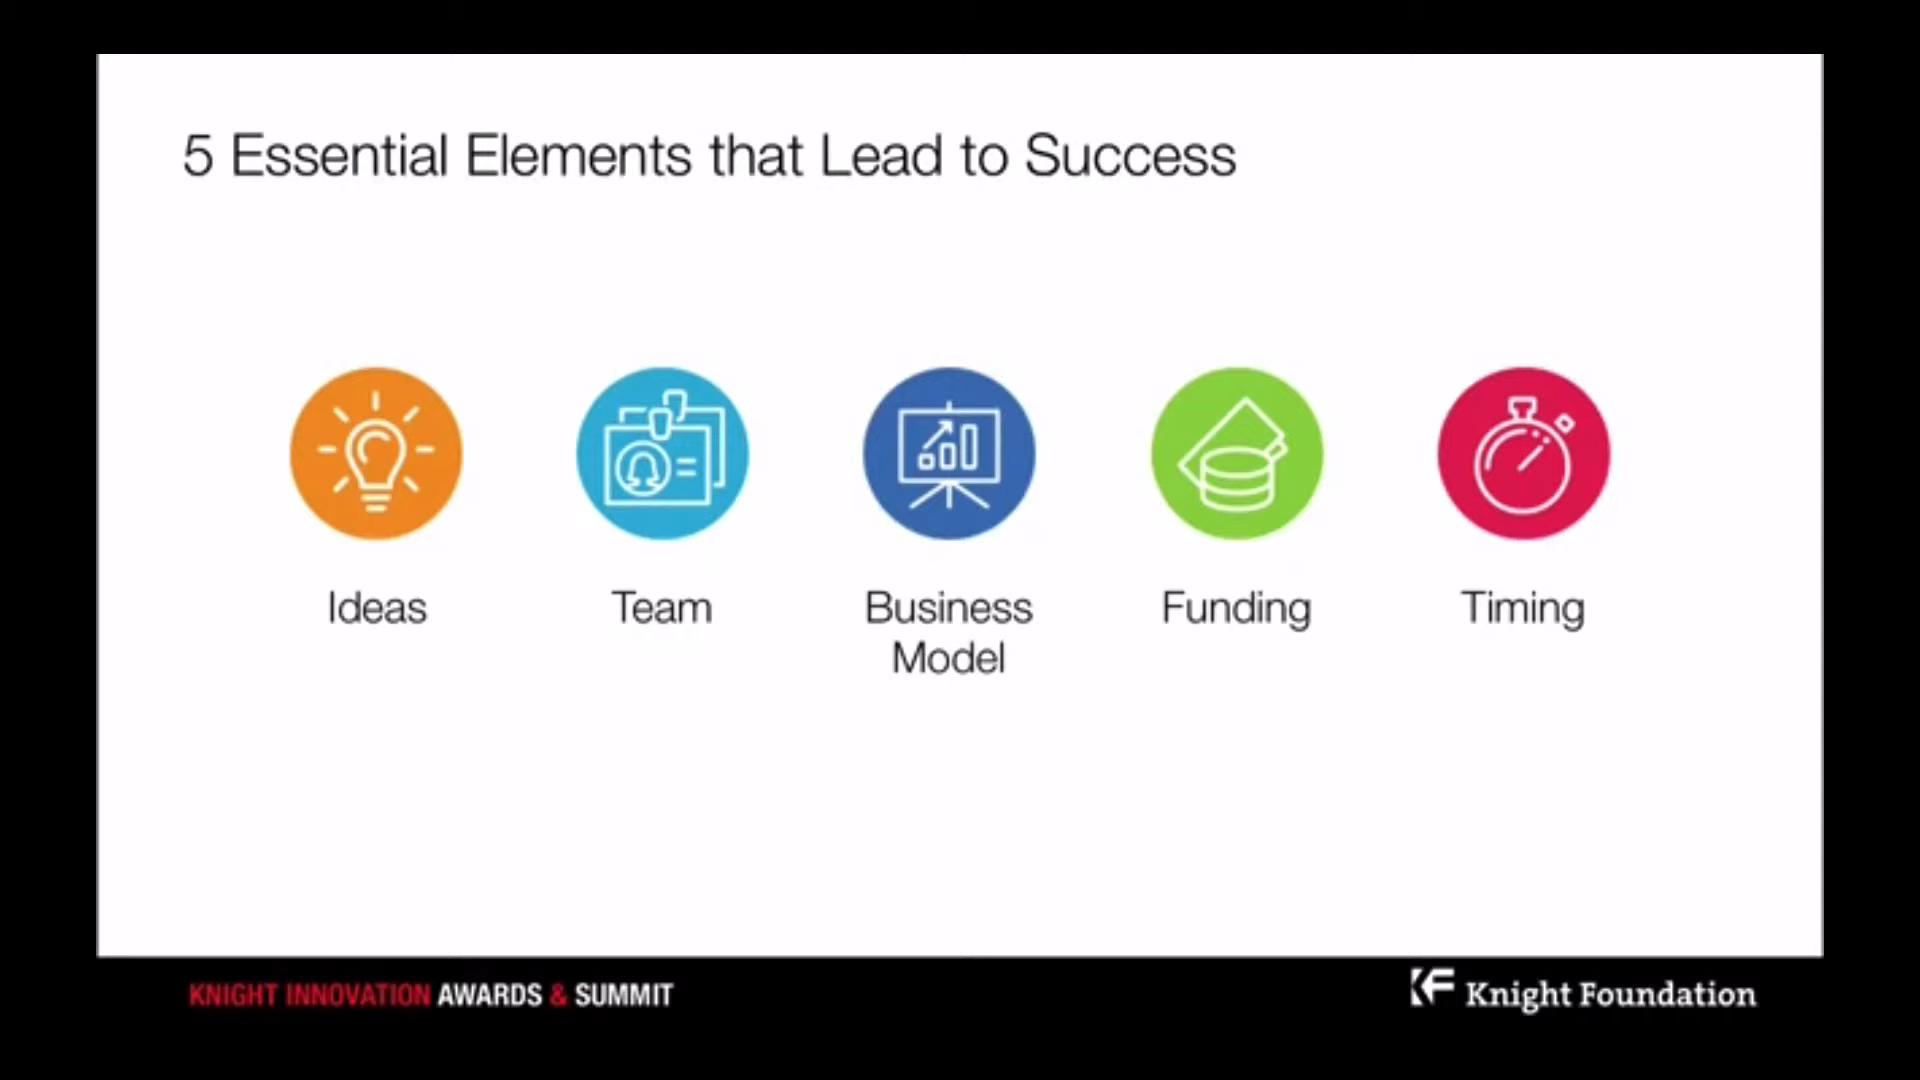 5 Essential Elements that Lead to Success
Ideas
Team
Business
Model
Funding
Timing
KNIGHT INNOVATION AWARDS & SUMMIT
KF Knight Foundation